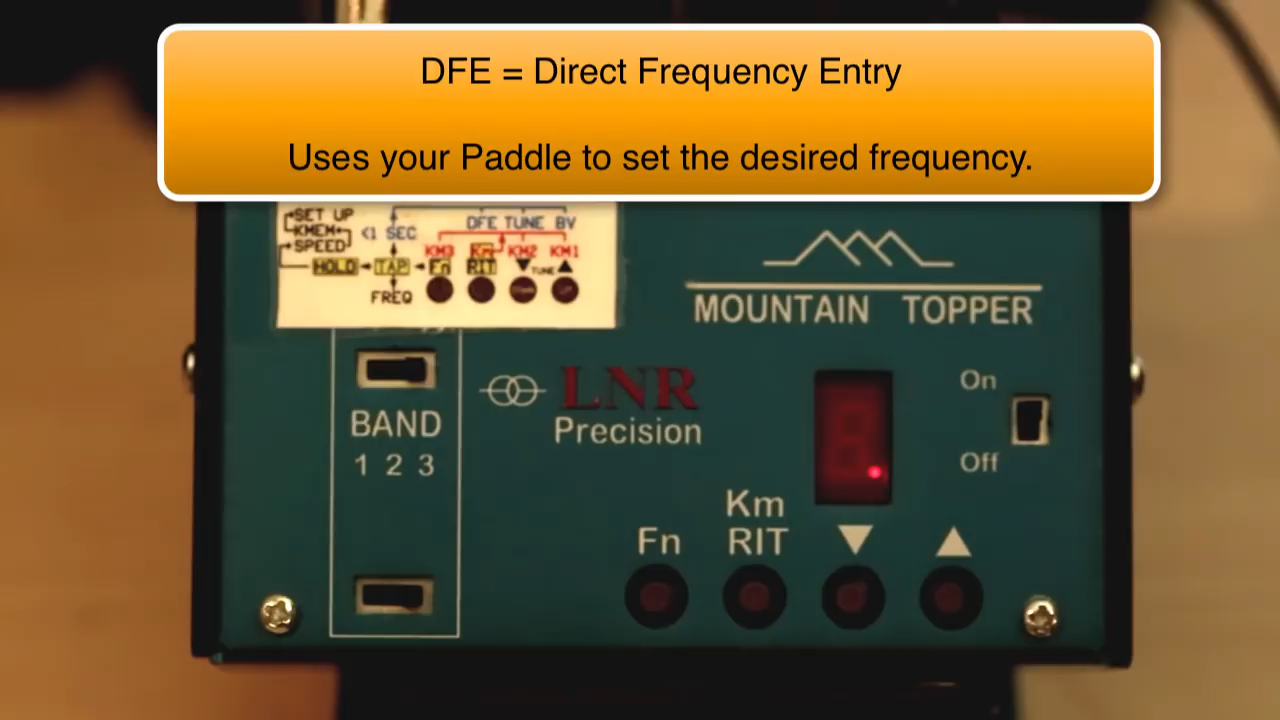 DFE = Direct Frequency Entry
Uses your Paddle to set the desired frequency.
SET UP
KMEM
SPEED
<1 SEC
DFE TUNE BV
KM3 Km KM2 KM1
HOLD TAP Fn RIT ▼ TUNE ▲
FREQ
MOUNTAIN TOPPER
LNR
Precision
BAND
1 2 3
On
Off
Km
Fn RIT ▼ ▲